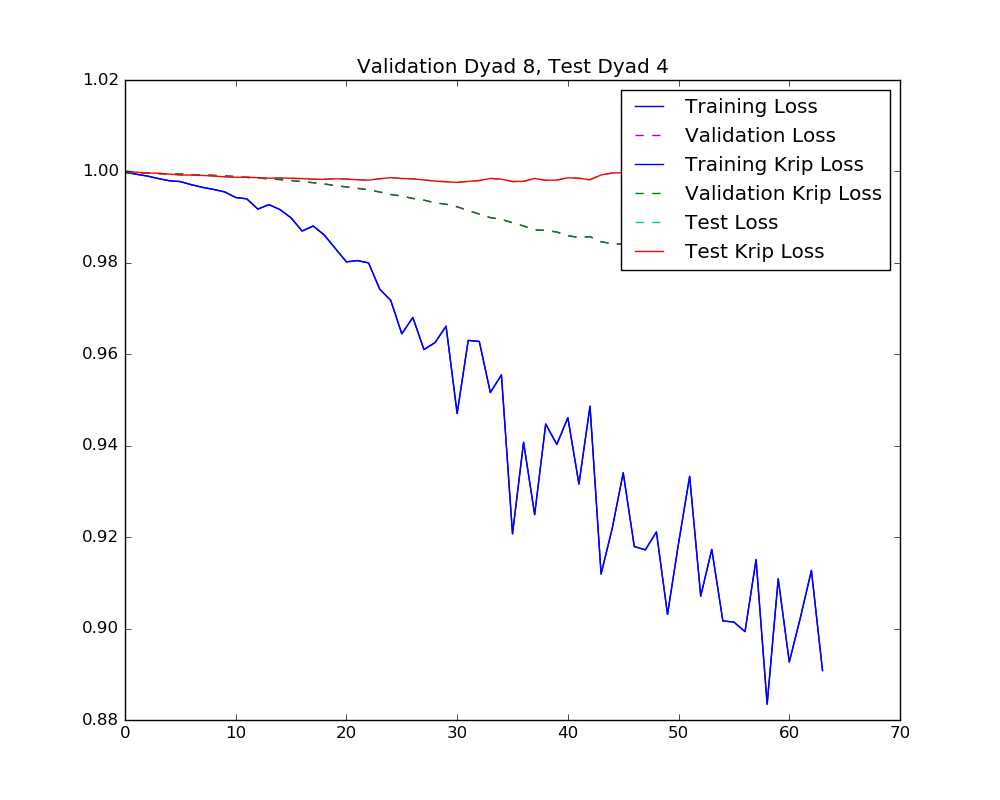 Validation Dyad 8, Test Dyad 4
1.02
1.00
0.98
0.96
0.94
0.92
0.90
0.88
0 10 20 30 40 50 60 70
Training Loss
Validation Loss
Training Krip Loss
Validation Krip Loss
Test Loss
Test Krip Loss